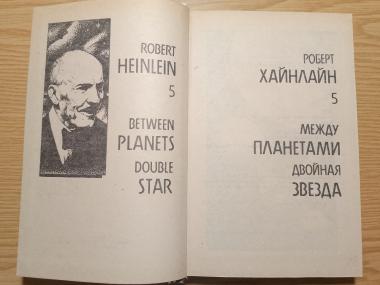 ROBERT
HEINLEIN
5
BETWEEN
PLANETS
DOUBLE
STAR
РОБЕРТ
ХАЙНЛАЙН
5
МЕЖДУ
ПЛАНЕТАМИ
ДВОЙНАЯ
ЗВЕЗДА